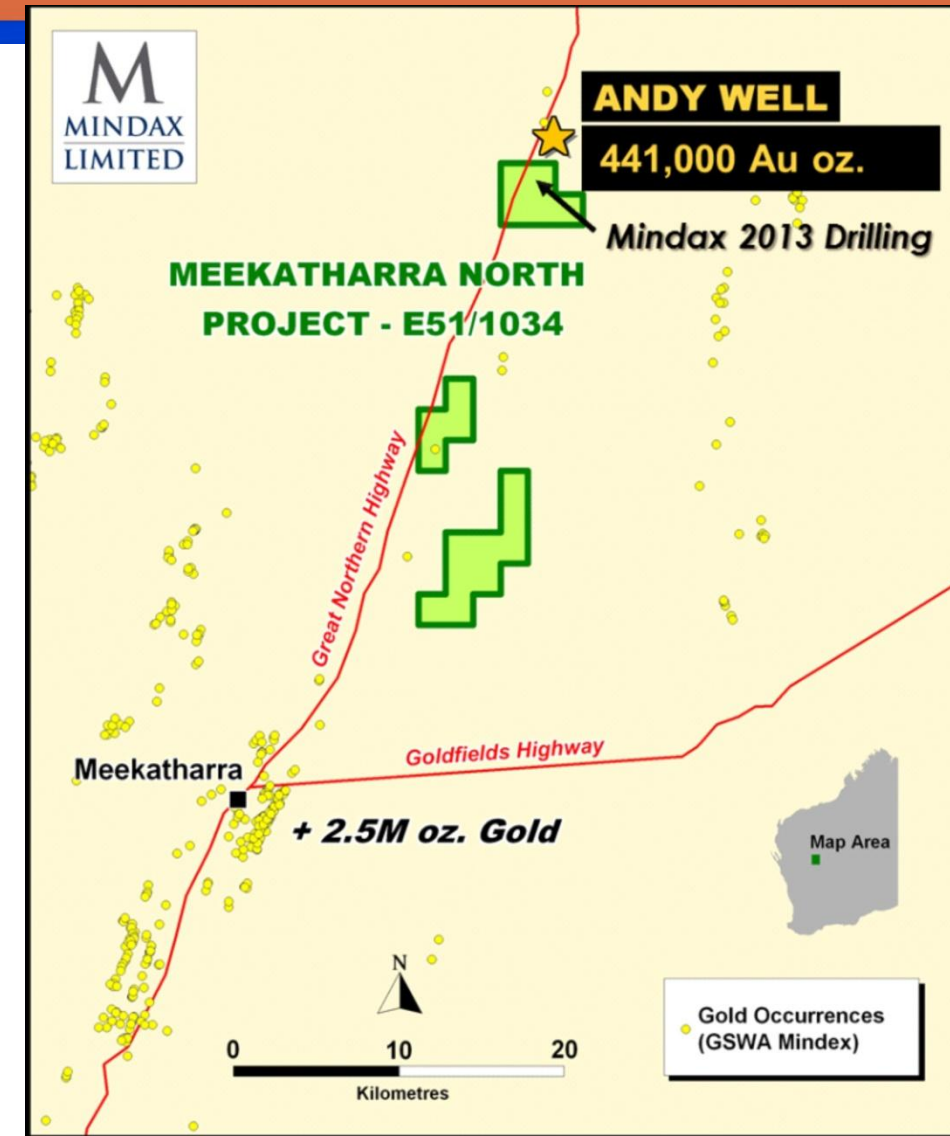 M
MINDAX
LIMITED
ANDY WELL
441,000 Au oz.
Mindax 2013 Drilling
MEEKATHARRA NORTH
PROJECT - E51/1034
Great Northern Highway
Goldfields Highway
Meekatharra
+ 2.5M oz. Gold
Map Area
N
0 10 20
Kilometres
Gold Occurrences
(GSWA Mindex)